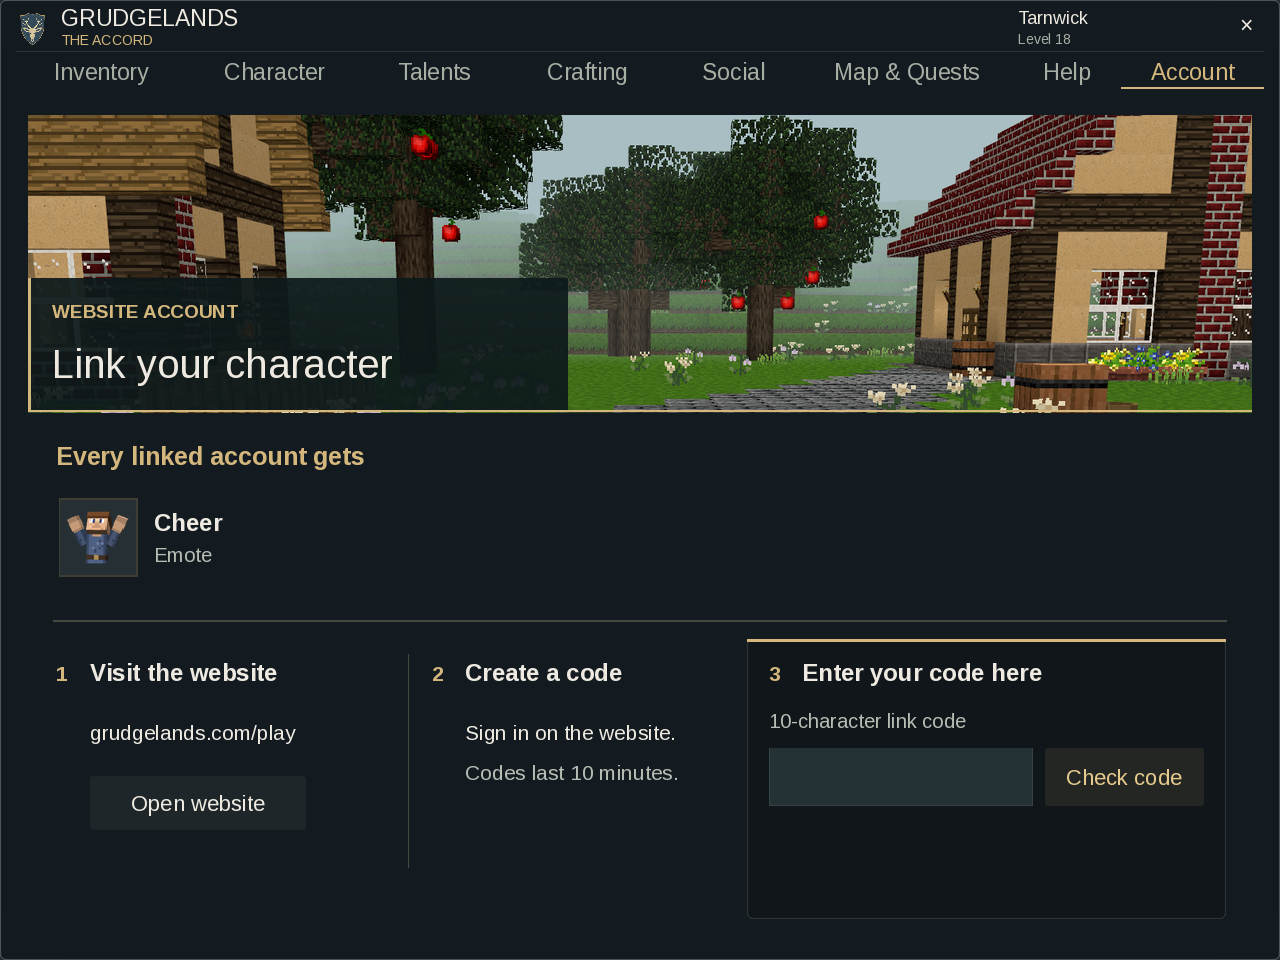 GRUDGELANDS
THE ACCORD
Tarnwick
Level 18
×
Inventory Character Talents Crafting Social Map & Quests Help Account
WEBSITE ACCOUNT
Link your character
Every linked account gets
Cheer
Emote
1 Visit the website
grudgelands.com/play
Open website
2 Create a code
Sign in on the website.
Codes last 10 minutes.
3 Enter your code here
10-character link code
Check code